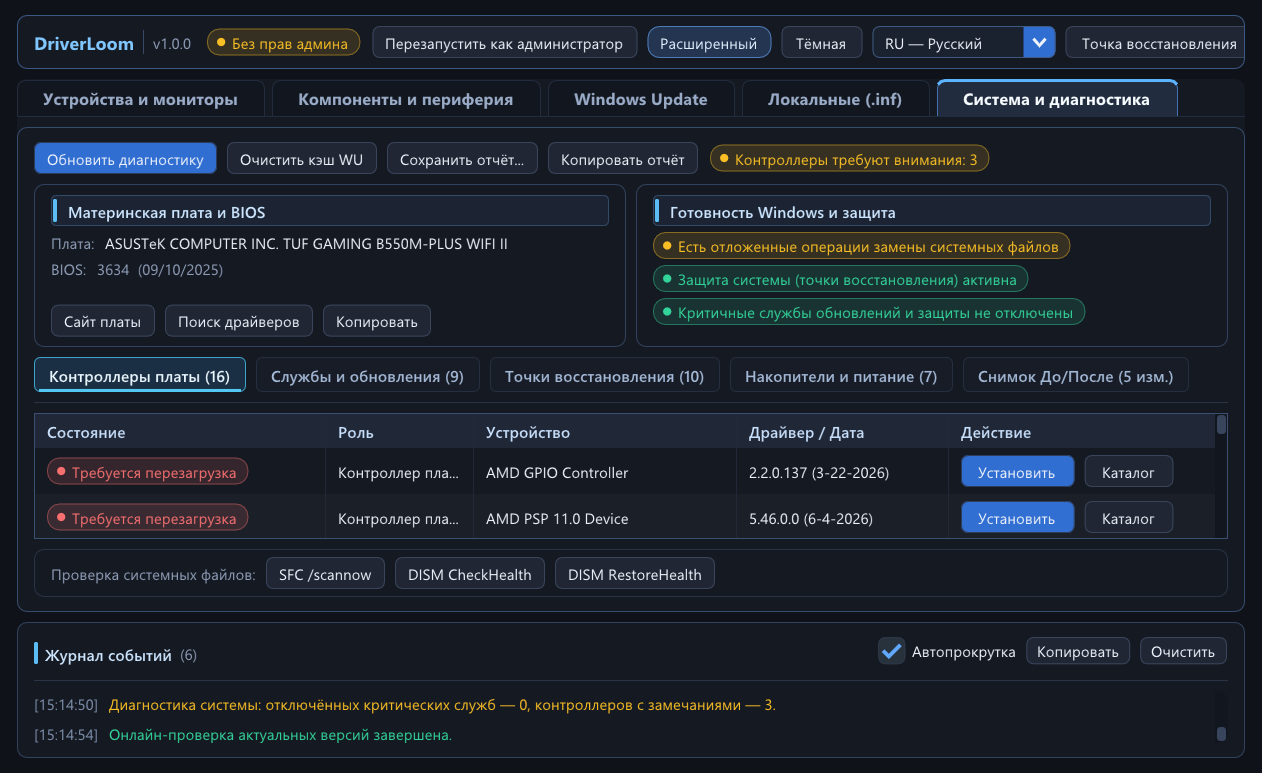 DriverLoom v1.0.0 Без прав админа Перезапустить как администратор Расширенный Тёмная RU — Русский Точка восстановления
Устройства и мониторы Компоненты и периферия Windows Update Локальные (.inf) Система и диагностика
Обновить диагностику Очистить кэш WU Сохранить отчёт... Копировать отчёт Контроллеры требуют внимания: 3
Материнская плата и BIOS
Плата: ASUSTeK COMPUTER INC. TUF GAMING B550M-PLUS WIFI II
BIOS: 3634 (09/10/2025)
Сайт платы Поиск драйверов Копировать
Готовность Windows и защита
Есть отложенные операции замены системных файлов
Защита системы (точки восстановления) активна
Критичные службы обновлений и защиты не отключены
Контроллеры платы (16) Службы и обновления (9) Точки восстановления (10) Накопители и питание (7) Снимок До/После (5 изм.)
Состояние Роль Устройство Драйвер / Дата Действие
Требуется перезагрузка Контроллер пла... AMD GPIO Controller 2.2.0.137 (3-22-2026) Установить Каталог
Требуется перезагрузка Контроллер пла... AMD PSP 11.0 Device 5.46.0.0 (6-4-2026) Установить Каталог
Проверка системных файлов: SFC /scannow DISM CheckHealth DISM RestoreHealth
Журнал событий (6) Автопрокрутка Копировать Очистить
[15:14:50] Диагностика системы: отключённых критических служб — 0, контроллеров с замечаниями — 3.
[15:14:54] Онлайн-проверка актуальных версий завершена.